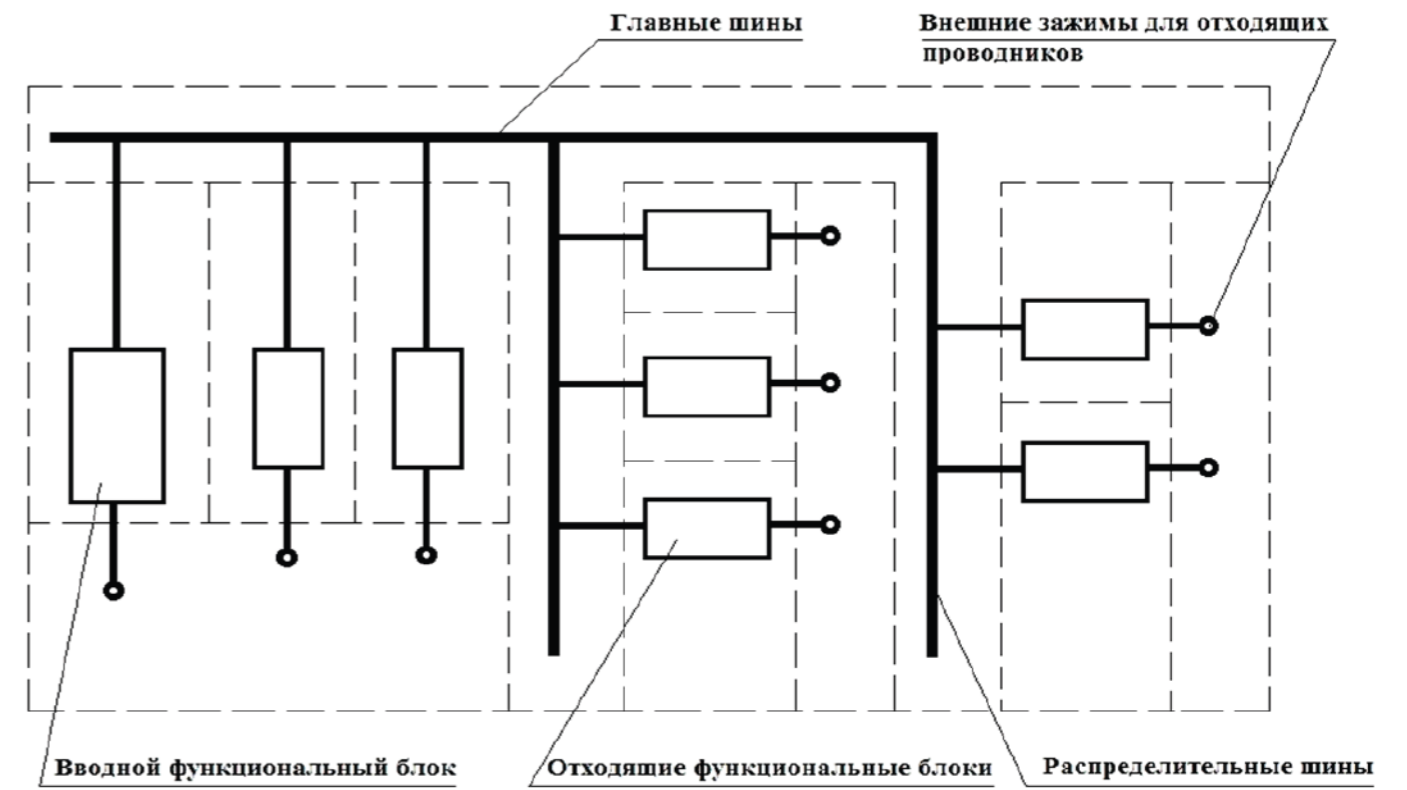 Главные шины
Внешние зажимы для отходящих
проводников
Вводной функциональный блок
Отходящие функциональные блоки
Распределительные шины